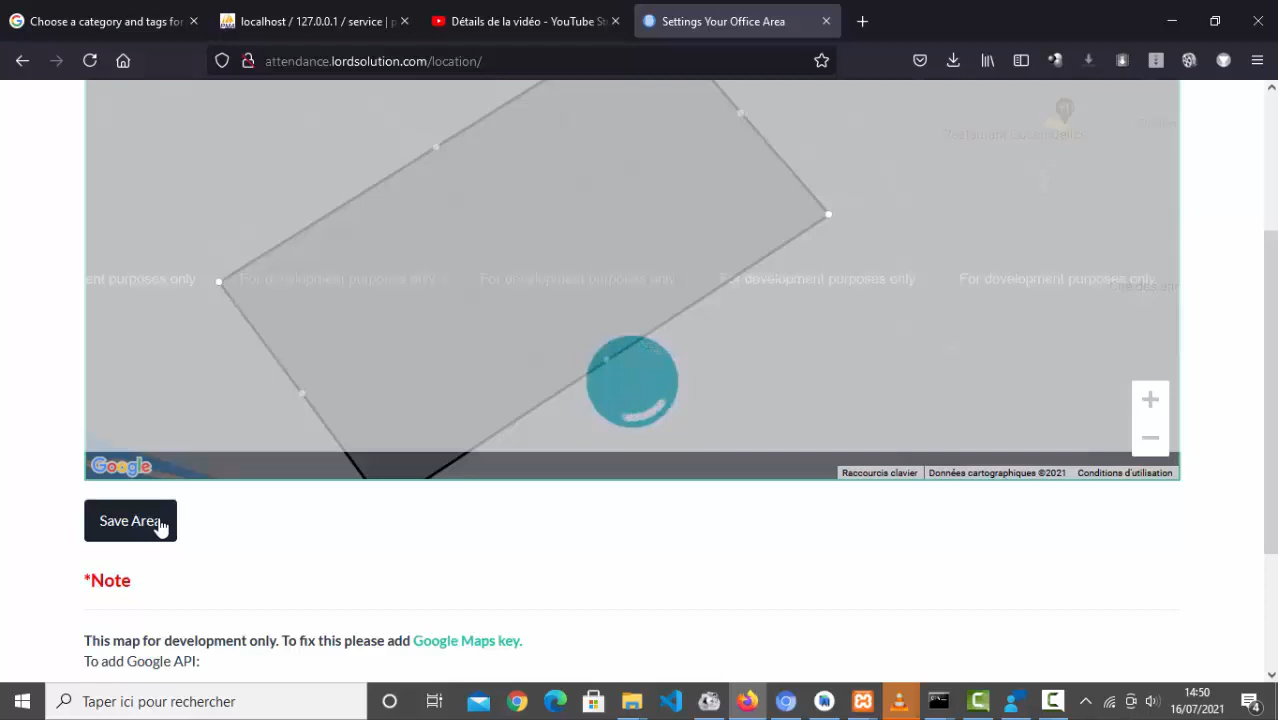 Choose a category and tags for
localhost / 127.0.0.1 / service | p
Détails de la vidéo - YouTube St
Settings Your Office Area
attendance.lordsolution.com/location/
Restaurant
ent purposes only For development purposes only For development purposes only For development purposes only For development purposes only
Google
Raccourcis clavier Données cartographiques ©2021 Conditions d'utilisation
Save Area
*Note
This map for development only. To fix this please add Google Maps key.
To add Google API:
Taper ici pour rechercher
14:50
16/07/2021
4